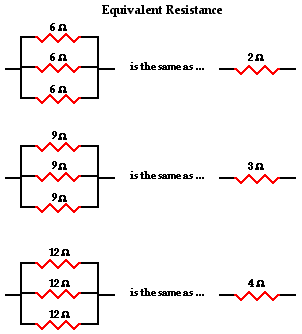 Equivalent Resistance
6 Ω
6 Ω
6 Ω
is the same as ...
2 Ω
9 Ω
9 Ω
9 Ω
is the same as ...
3 Ω
12 Ω
12 Ω
12 Ω
is the same as ...
4 Ω